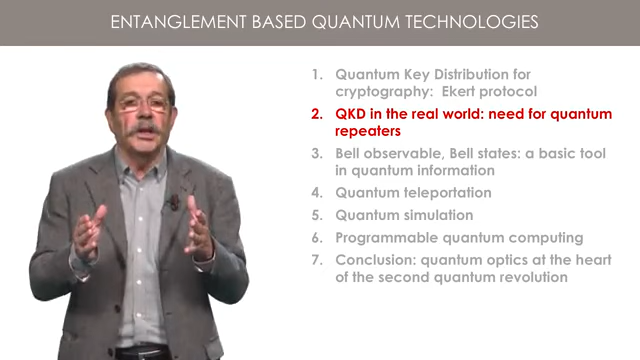 ENTANGLEMENT BASED QUANTUM TECHNOLOGIES
1. Quantum Key Distribution for
cryptography: Ekert protocol
2. QKD in the real world: need for quantum
repeaters
3. Bell observable, Bell states: a basic tool
in quantum information
4. Quantum teleportation
5. Quantum simulation
6. Programmable quantum computing
7. Conclusion: quantum optics at the heart
of the second quantum revolution